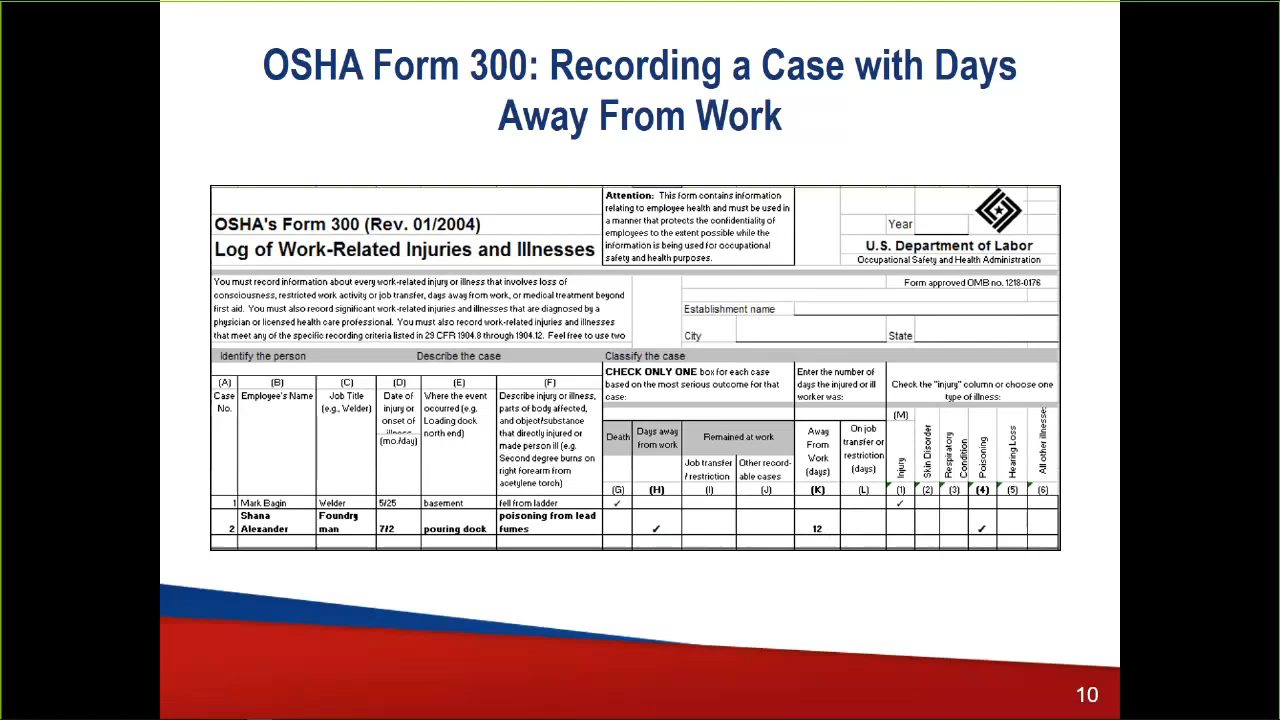 OSHA Form 300: Recording a Case with Days
Away From Work
OSHA's Form 300 (Rev. 01/2004)
Log of Work-Related Injuries and Illnesses
Attention: This form contains information
relating to employee health and must be used in
a manner that protects the confidentiality of
employees to the extent possible while the
information is being used for occupational
safety and health purposes.
Year
U.S. Department of Labor
Occupational Safety and Health Administration
You must record information about every work-related injury or illness that involves loss of
consciousness, restricted work activity or job transfer, days away from work, or medical treatment beyond
first aid. You must also record significant work-related injuries and illnesses that are diagnosed by a
physician or licensed health care professional. You must also record work-related injuries and illnesses
that meet any of the specific recording criteria listed in 29 CFR 1904.8 through 1904.12. Feel free to use two
Form approved OMB no. 1218-0176
Establishment name
City State
Identify the person Describe the case Classify the case
(A)
Case
No.
(B)
Employee's Name
(C)
Job Title
(e.g., Welder)
(D)
Date of
injury or
onset of
illness
(mo./day)
(E)
Where the event
occurred (e.g.
Loading dock
north end)
(F)
Describe injury or illness,
parts of body affected,
and object/substance
that directly injured or
made person ill (e.g.
Second degree burns on
right forearm from
acetylene torch)
CHECK ONLY ONE box for each case
based on the most serious outcome for that
case:
Death
Days away
from work
Remained at work
Job transfer
/ restriction
Other record-
able cases
(G) (H) (I) (J)
Enter the number of
days the injured or ill
worker was:
Away
From
Work
(days)
On job
transfer or
restriction
(days)
(K) (L)
Check the "injury" column or choose one
type of illness:
(M)
Injury
Skin Disorder
Respiratory
Condition
Poisoning
Hearing Loss
All other illnesses
(1) (2) (3) (4) (5) (6)
1 Mark Bagin Welder 5/25 basement fell from ladder ✓ ✓
2 Shana
Alexander
Foundry
man
7/2 pouring dock
poisoning from lead
fumes
✓ 12 ✓
10